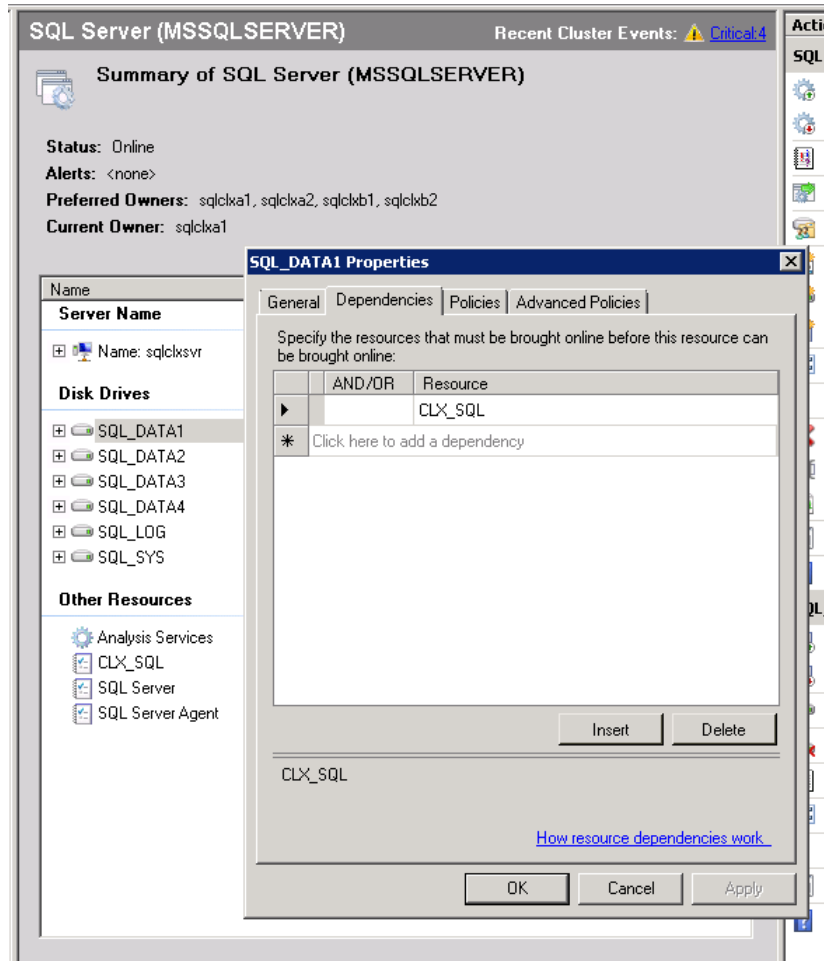 SQL Server (MSSQLSERVER)
Recent Cluster Events: Critical:4
Acti
SQL
Summary of SQL Server (MSSQLSERVER)
Status: Online
Alerts: <none>
Preferred Owners: sqlclxa1, sqlclxa2, sqlclxb1, sqlclxb2
Current Owner: sqlclxa1
Name
Server Name
Name: sqlclxsvr
Disk Drives
SQL_DATA1
SQL_DATA2
SQL_DATA3
SQL_DATA4
SQL_LOG
SQL_SYS
Other Resources
Analysis Services
CLX_SQL
SQL Server
SQL Server Agent
SQL_DATA1 Properties
General Dependencies Policies Advanced Policies
Specify the resources that must be brought online before this resource can
be brought online:
AND/OR Resource
CLX_SQL
Click here to add a dependency
Insert Delete
CLX_SQL
How resource dependencies work
OK Cancel Apply